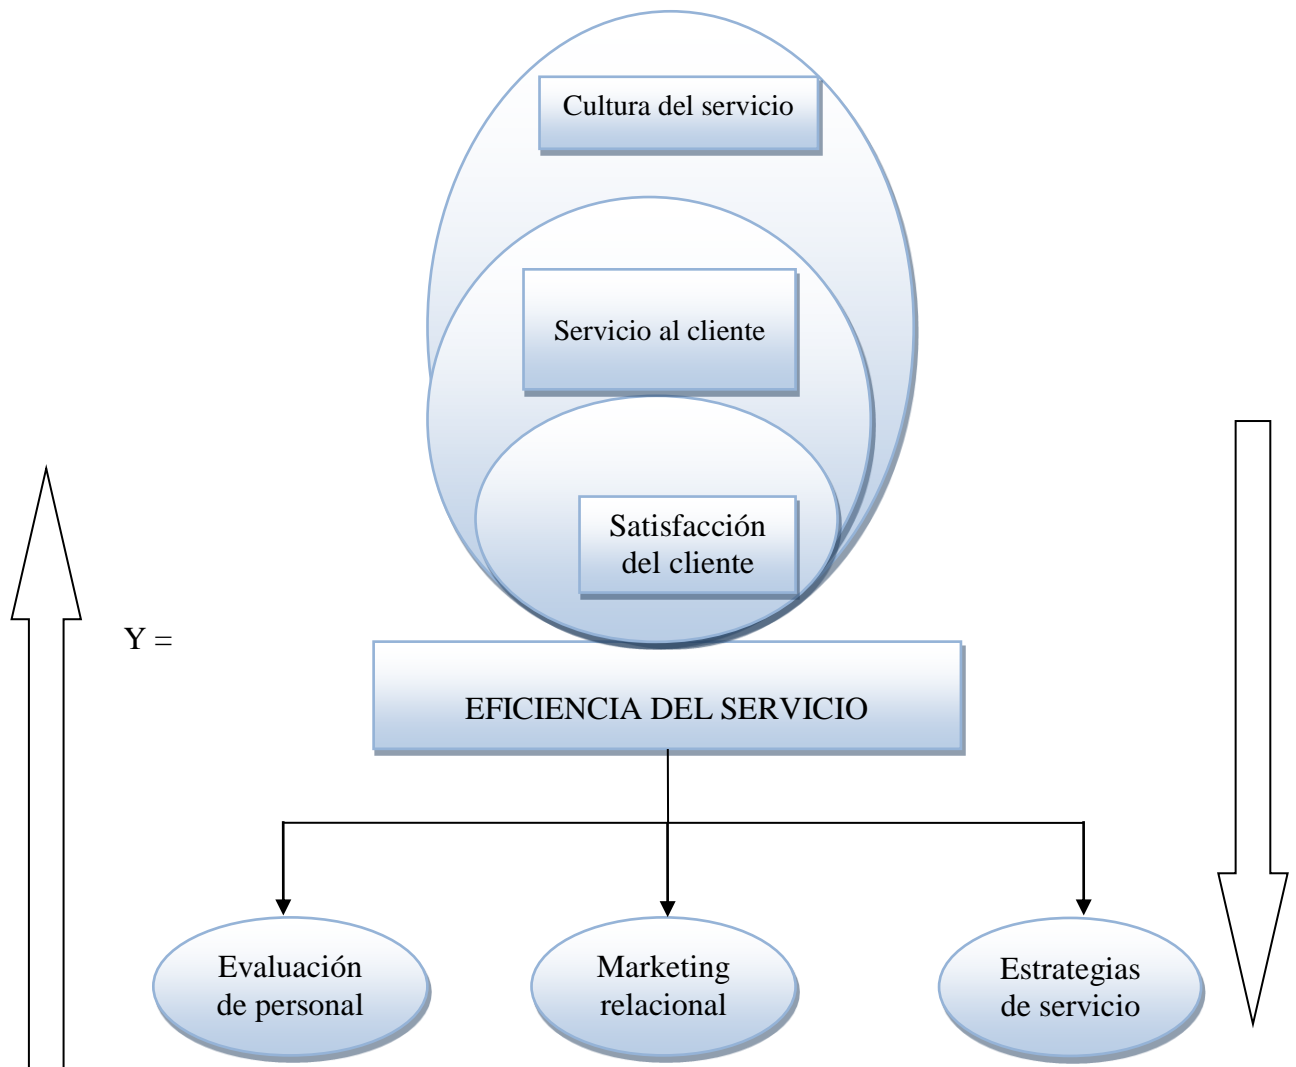 Cultura del servicio
Servicio al cliente
Satisfacción
del cliente
Y =
EFICIENCIA DEL SERVICIO
Evaluación
de personal
Marketing
relacional
Estrategias
de servicio